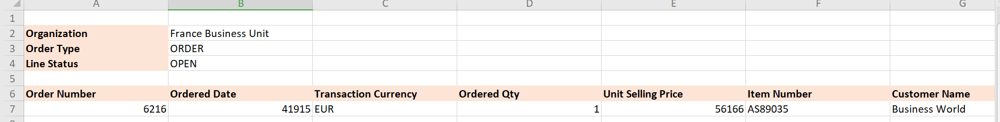 A B C D E F G
1
2 Organization France Business Unit
3 Order Type ORDER
4 Line Status OPEN
5
6 Order Number Ordered Date Transaction Currency Ordered Qty Unit Selling Price Item Number Customer Name
7 6216 41915 EUR 1 56166 AS89035 Business World